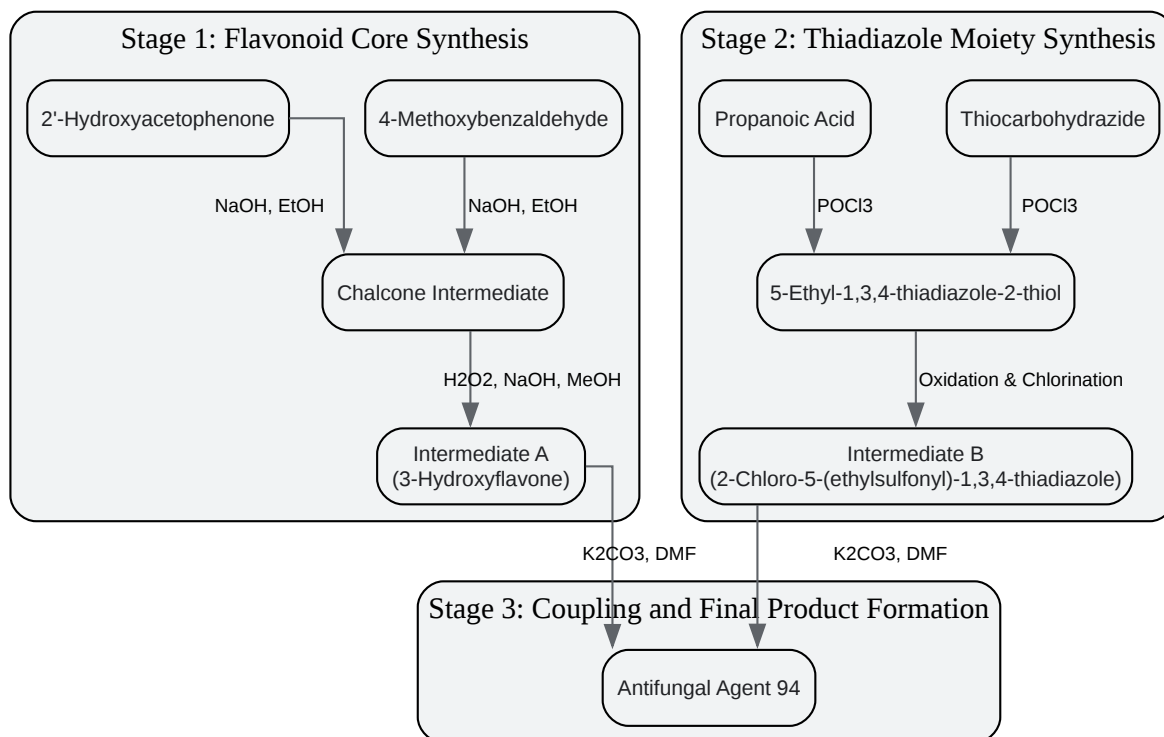 Stage 1: Flavonoid Core Synthesis
2'-Hydroxyacetophenone
4-Methoxybenzaldehyde
NaOH, EtOH
NaOH, EtOH
Chalcone Intermediate
H2O2, NaOH, MeOH
Intermediate A
(3-Hydroxyflavone)
Stage 2: Thiadiazole Moiety Synthesis
Propanoic Acid
Thiocarbohydrazide
POCl3
POCl3
5-Ethyl-1,3,4-thiadiazole-2-thiol
Oxidation & Chlorination
Intermediate B
(2-Chloro-5-(ethylsulfonyl)-1,3,4-thiadiazole)
K2CO3, DMF
K2CO3, DMF
Stage 3: Coupling and Final Product Formation
Antifungal Agent 94